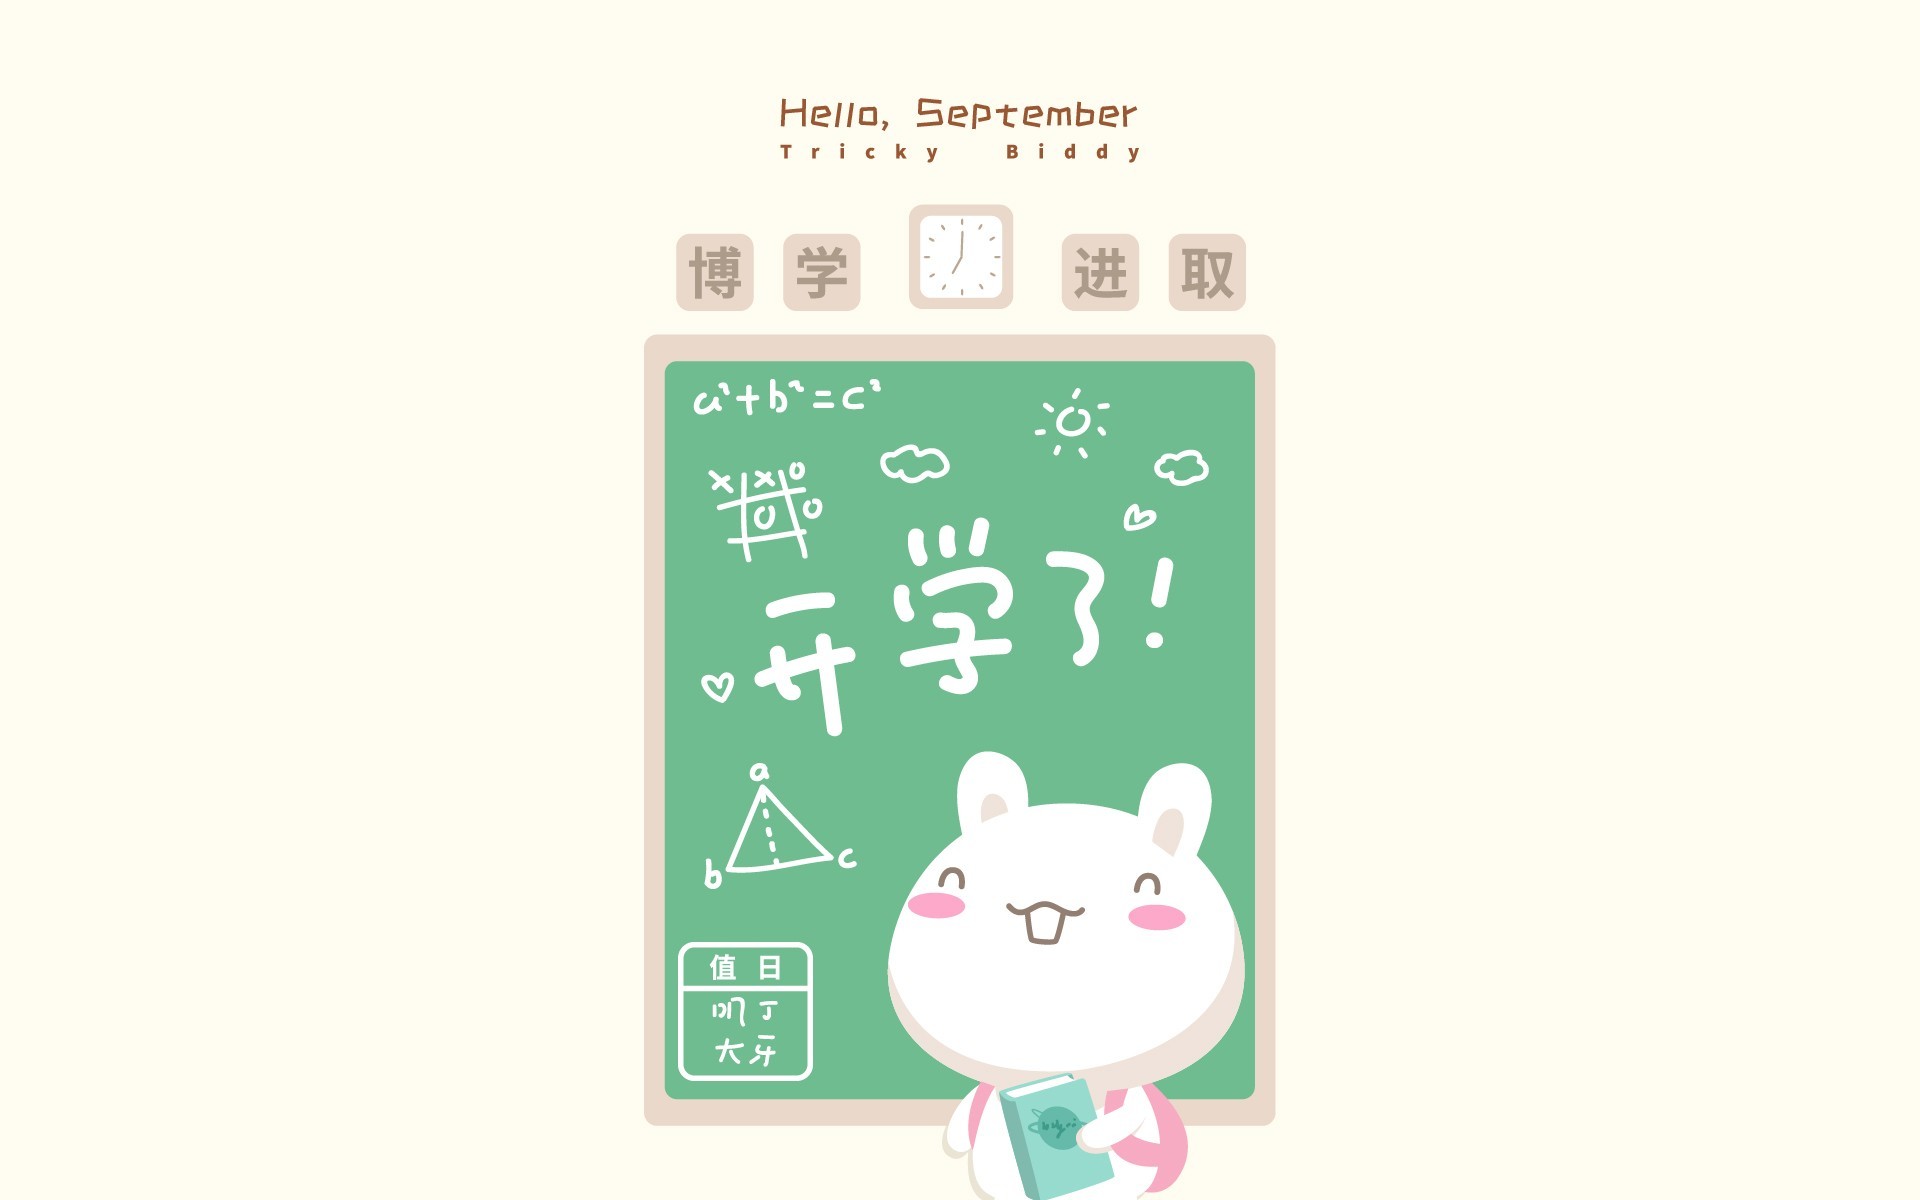 Hello, September
Tricky Biddy
博学 进取
a²+b²=c²
x x o
o o
开学了!
a
b c
值日
叽丁
大牙